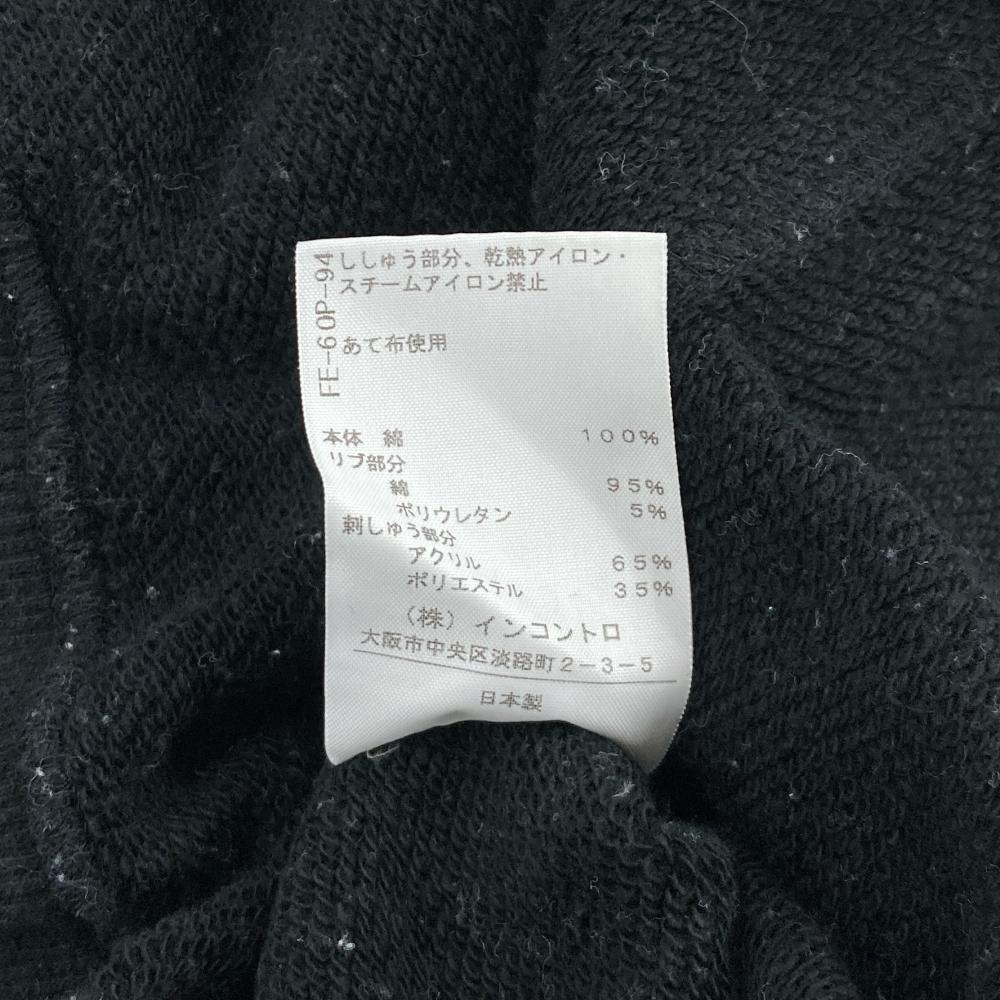 ししゅう部分、乾熱アイロン・
スチームアイロン禁止
FE-60P-94
あて布使用
本体 綿 100%
リブ部分
綿 95%
ポリウレタン 5%
刺しゅう部分
アクリル 65%
ポリエステル 35%
(株)インコントロ
大阪市中央区淡路町2-3-5
日本製